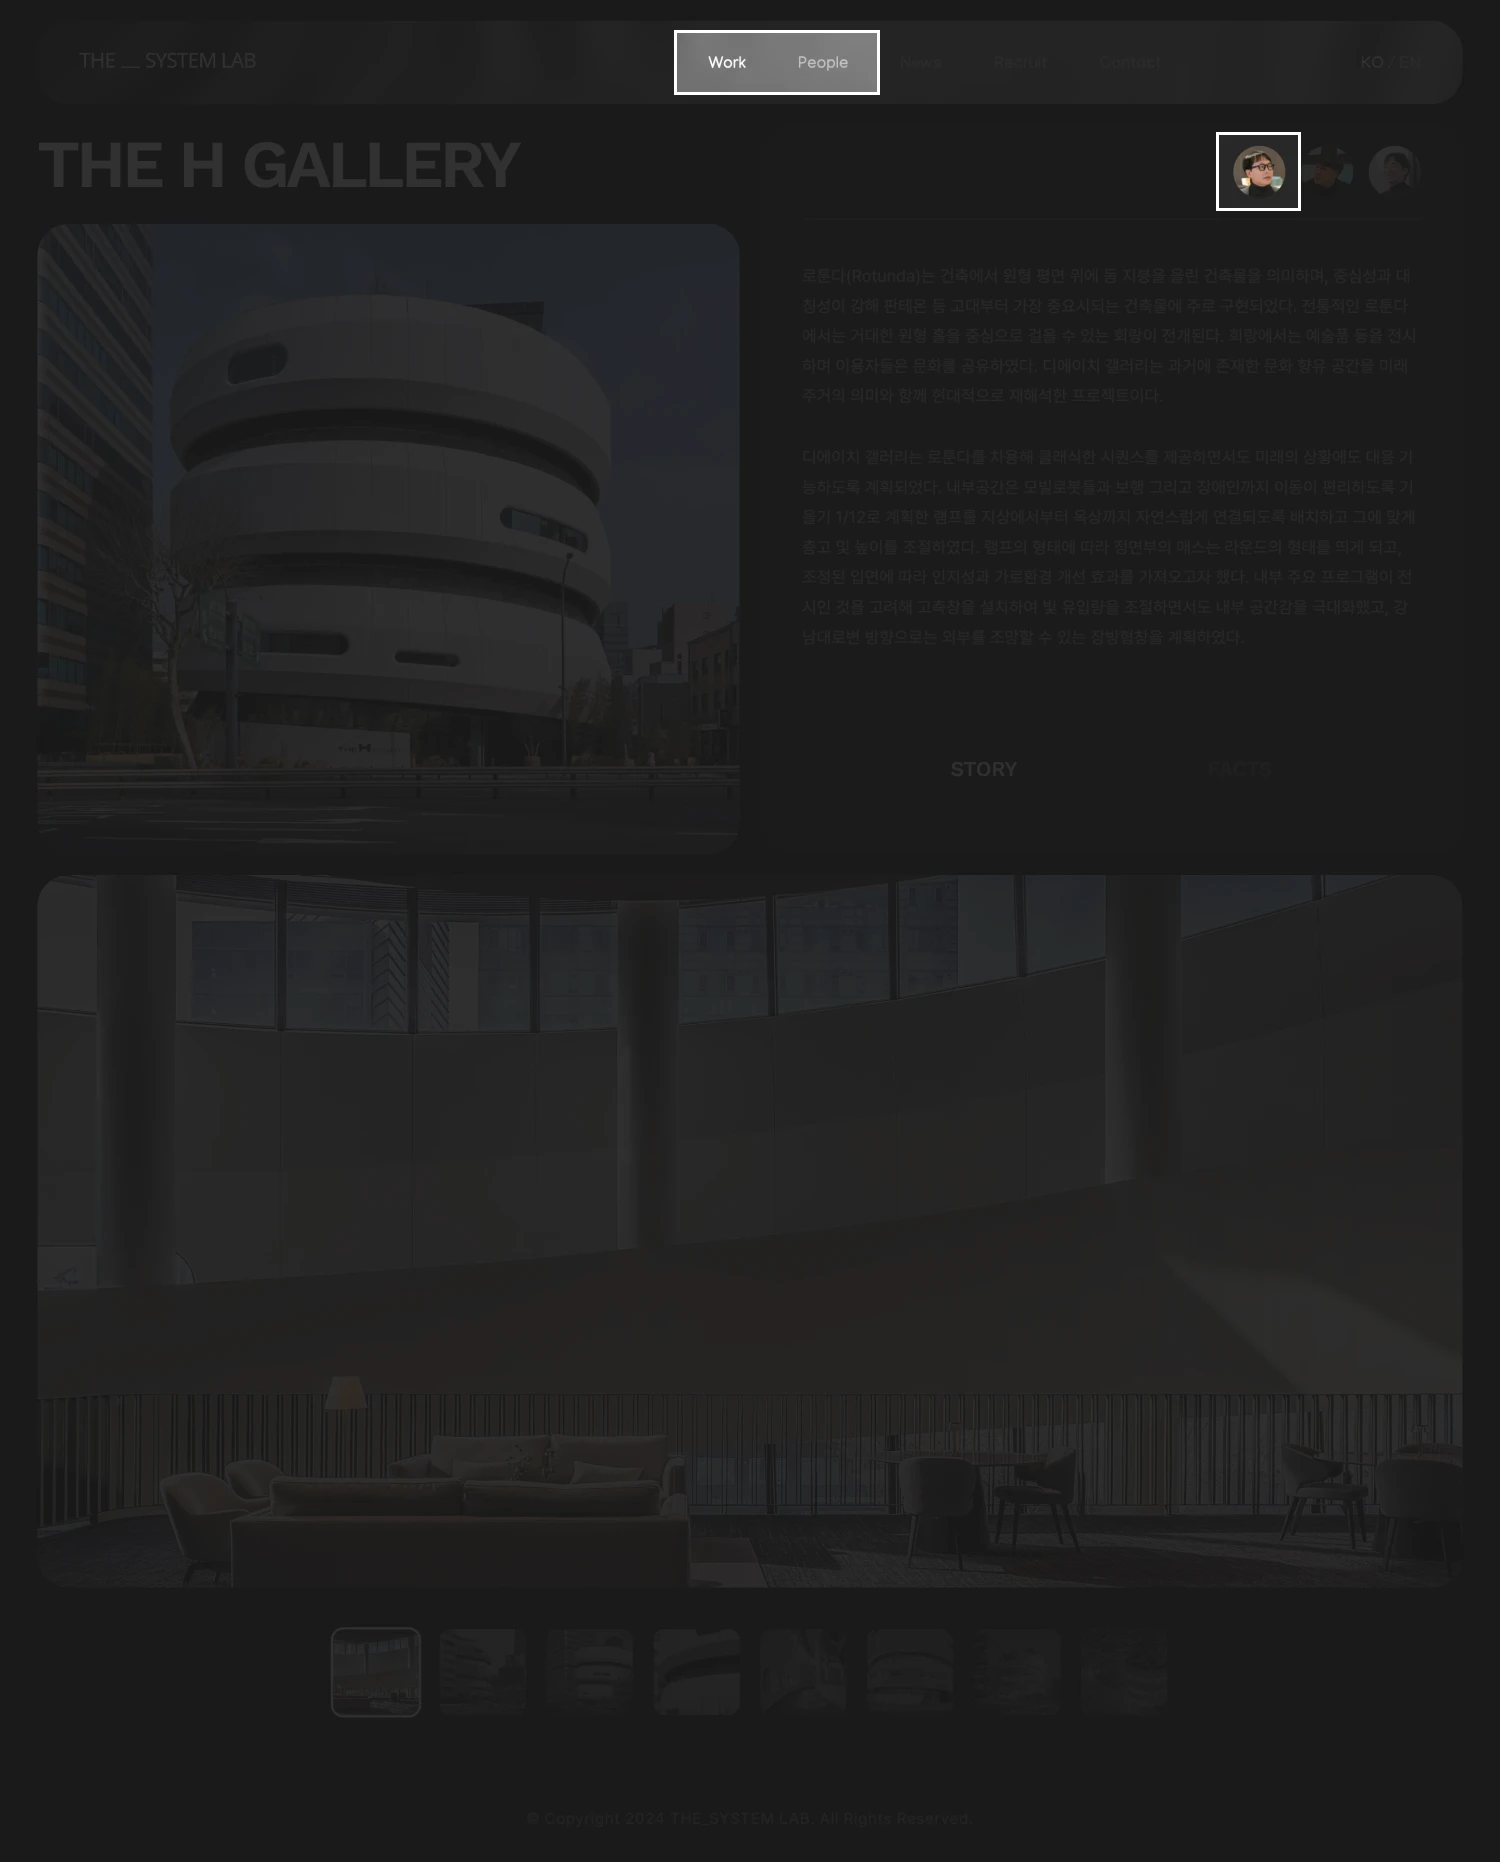 THE __ SYSTEM LAB
Work People News Recruit Contact
KO / EN
THE H GALLERY
로툰다(Rotunda)는 건축에서 원형 평면 위에 돔 지붕을 올린 건축물을 의미하며, 중심성과 대
칭성이 강해 판테온 등 고대부터 가장 중요시되는 건축물에 주로 구현되었다. 전통적인 로툰다
에서는 거대한 원형 홀을 중심으로 걸을 수 있는 회랑이 전개된다. 회랑에서는 예술품 등을 전시
하며 이용자들은 문화를 공유하였다. 디에이치 갤러리는 과거에 존재한 문화 향유 공간을 미래
주거의 의미와 함께 현대적으로 재해석한 프로젝트이다.
디에이치 갤러리는 로툰다를 차용해 클래식한 시퀀스를 제공하면서도 미래의 상황에도 대응 가
능하도록 계획되었다. 내부공간은 모빌로봇들과 보행 그리고 장애인까지 이동이 편리하도록 기
울기 1/12로 계획한 램프를 지상에서부터 옥상까지 자연스럽게 연결되도록 배치하고 그에 맞게
층고 및 높이를 조절하였다. 램프의 형태에 따라 정면부의 매스는 라운드의 형태를 띄게 되고,
조정된 입면에 따라 인지성과 가로환경 개선 효과를 가져오고자 했다. 내부 주요 프로그램이 전
시인 것을 고려해 고측창을 설치하여 빛 유입량을 조절하면서도 내부 공간감을 극대화했고, 강
남대로변 방향으로는 외부를 조망할 수 있는 장방형창을 계획하였다.
THE H
STORY FACTS
© Copyright 2024 THE_SYSTEM LAB. All Rights Reserved.